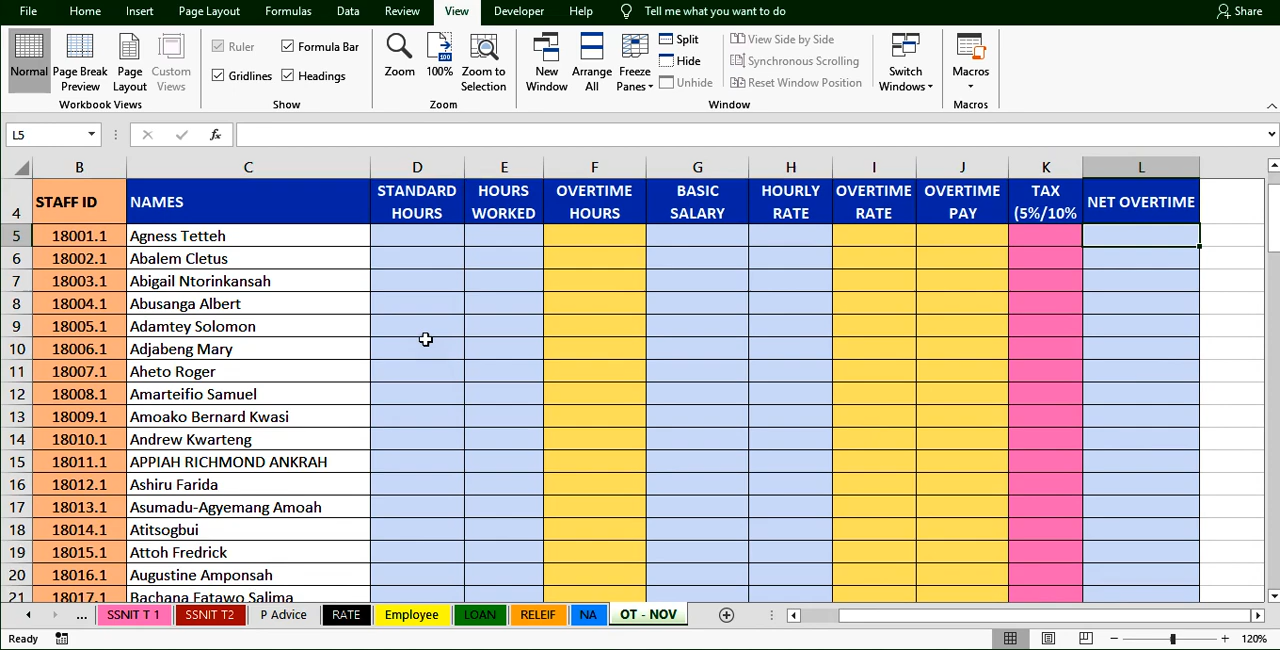 File Home Insert Page Layout Formulas Data Review View Developer Help Tell me what you want to do Share
Normal Page Break Preview Page Layout Custom Views
Workbook Views
Ruler Formula Bar
Gridlines Headings
Show
Zoom 100% Zoom to Selection
Zoom
New Window Arrange All Freeze Panes
Split
Hide
Unhide
View Side by Side
Synchronous Scrolling
Reset Window Position
Switch Windows
Window
Macros
Macros
L5 fx
B C D E F G H I J K L
4 STAFF ID NAMES STANDARD HOURS HOURS WORKED OVERTIME HOURS BASIC SALARY HOURLY RATE OVERTIME RATE OVERTIME PAY TAX (5%/10% NET OVERTIME
5 18001.1 Agness Tetteh
6 18002.1 Abalem Cletus
7 18003.1 Abigail Ntorinkansah
8 18004.1 Abusanga Albert
9 18005.1 Adamtey Solomon
10 18006.1 Adjabeng Mary
11 18007.1 Aheto Roger
12 18008.1 Amarteifio Samuel
13 18009.1 Amoako Bernard Kwasi
14 18010.1 Andrew Kwarteng
15 18011.1 APPIAH RICHMOND ANKRAH
16 18012.1 Ashiru Farida
17 18013.1 Asumadu-Agyemang Amoah
18 18014.1 Atitsogbui
19 18015.1 Attoh Fredrick
20 18016.1 Augustine Amponsah
21 18017.1 Bachana Fatawo Salima
... SSNIT T 1 SSNIT T2 P Advice RATE Employee LOAN RELEIF NA OT - NOV
Ready 120%